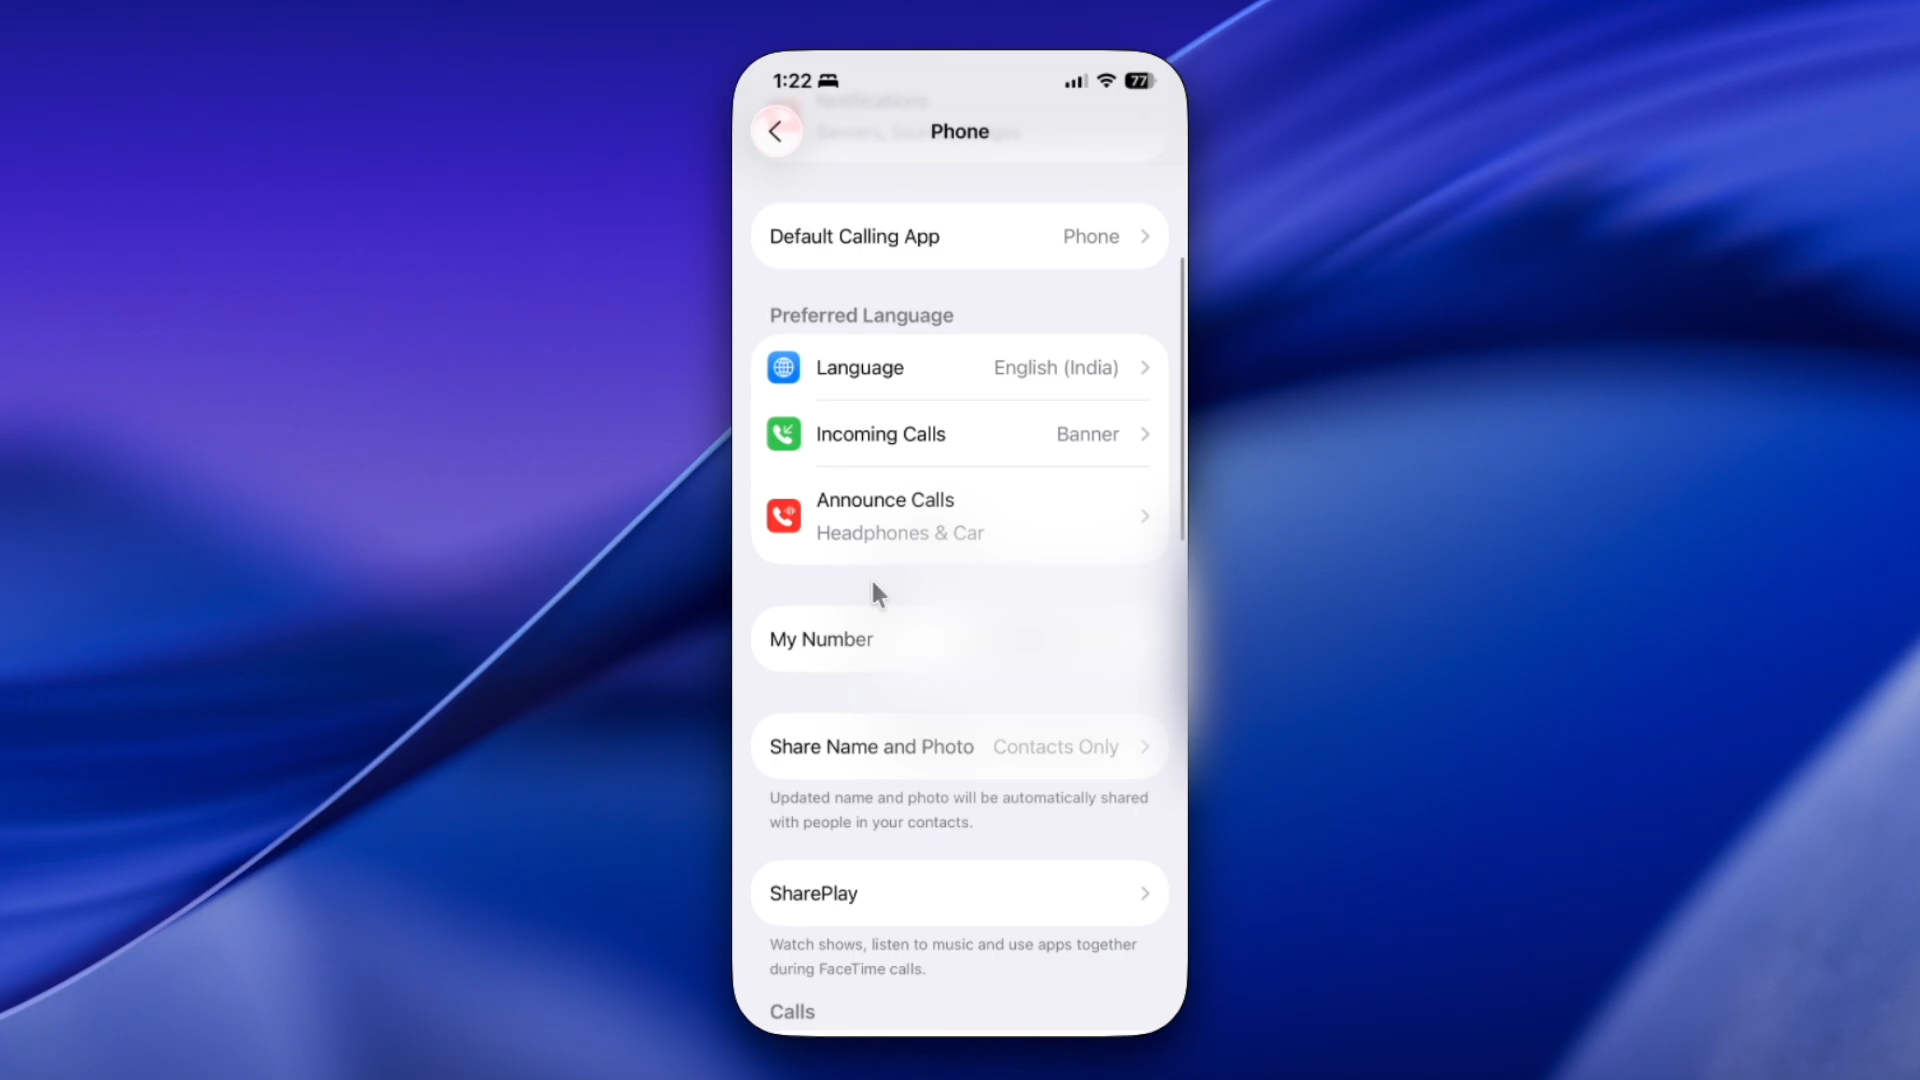 1:22
77
Notifications
Phone
Default Calling App Phone
Preferred Language
Language English (India)
Incoming Calls Banner
Announce Calls
Headphones & Car
My Number
Share Name and Photo Contacts Only
Updated name and photo will be automatically shared
with people in your contacts.
SharePlay
Watch shows, listen to music and use apps together
during FaceTime calls.
Calls